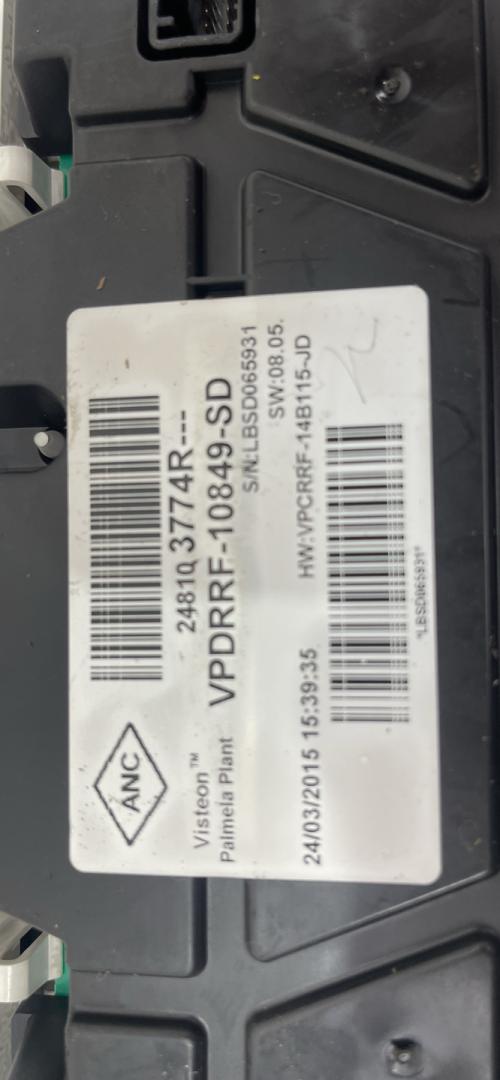 ANC
24810 3774R---
Visteon™
Palmela Plant
VPDRRF-10849-SD
S/N:LBSD065931
SW:08.05.
24/03/2015 15:39:35
HW:VPCRRF-14B115-JD
*LBSD065931*